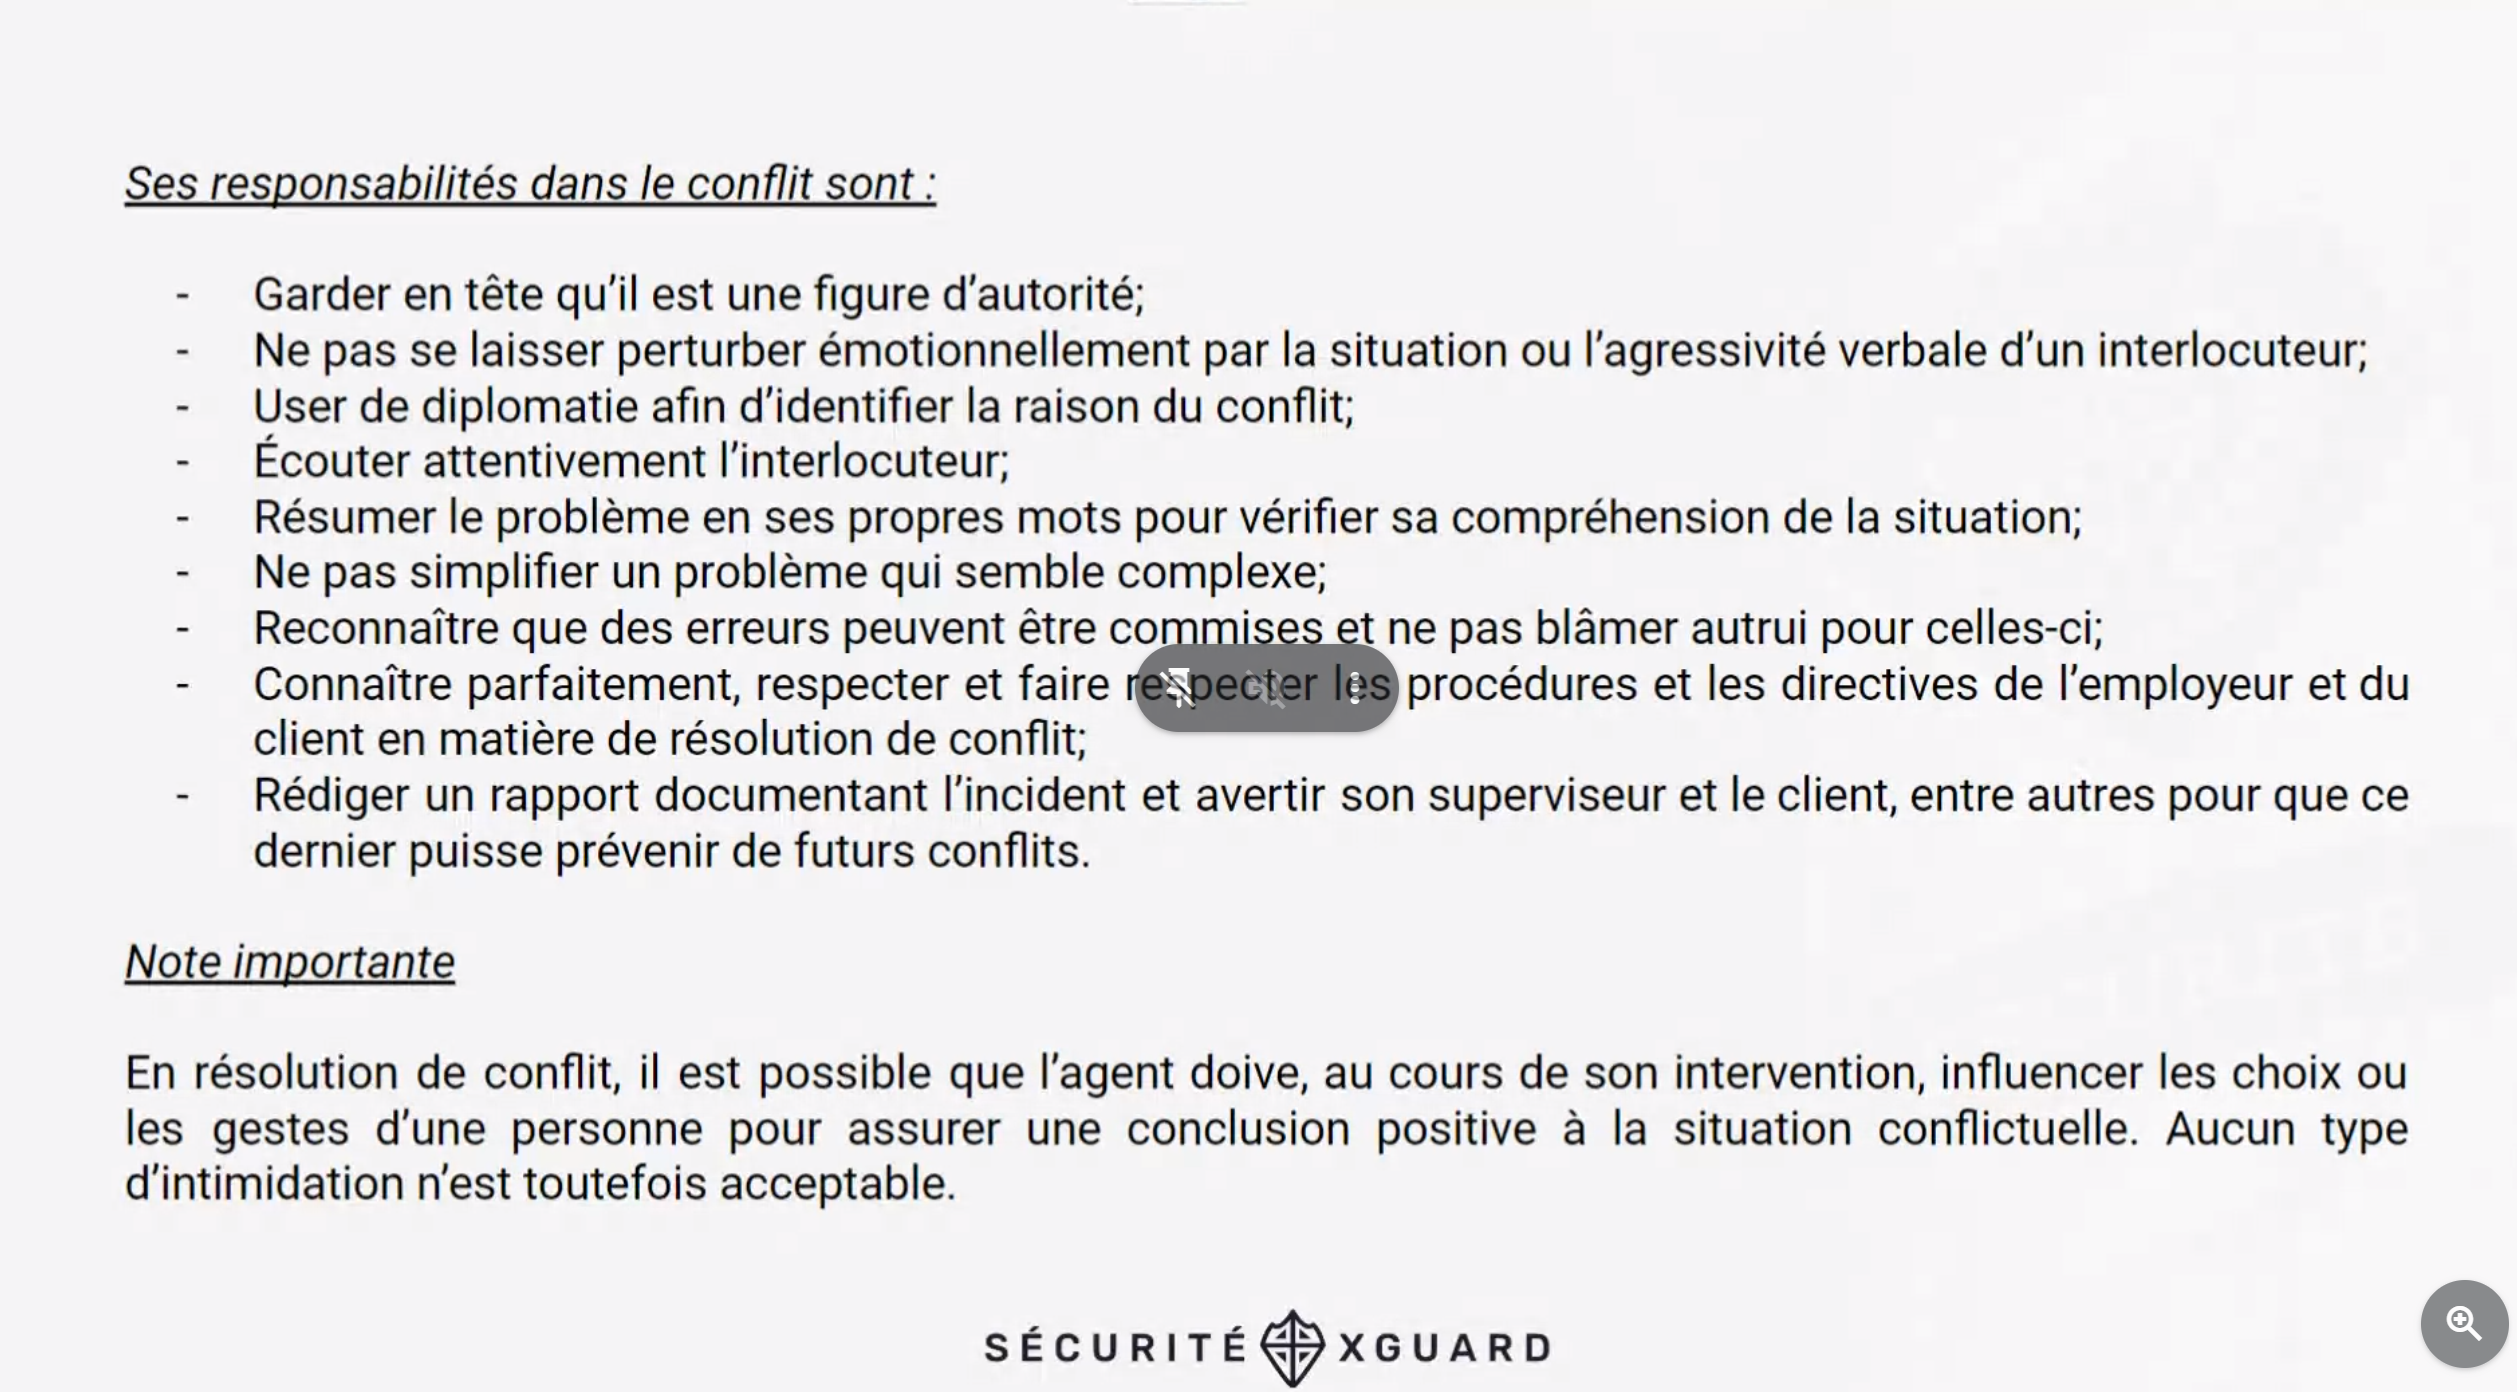 Ses responsabilités dans le conflit sont :
- Garder en tête qu’il est une figure d’autorité;
- Ne pas se laisser perturber émotionnellement par la situation ou l’agressivité verbale d’un interlocuteur;
- User de diplomatie afin d’identifier la raison du conflit;
- Écouter attentivement l’interlocuteur;
- Résumer le problème en ses propres mots pour vérifier sa compréhension de la situation;
- Ne pas simplifier un problème qui semble complexe;
- Reconnaître que des erreurs peuvent être commises et ne pas blâmer autrui pour celles-ci;
- Connaître parfaitement, respecter et faire respecter les procédures et les directives de l’employeur et du
client en matière de résolution de conflit;
- Rédiger un rapport documentant l’incident et avertir son superviseur et le client, entre autres pour que ce
dernier puisse prévenir de futurs conflits.
Note importante
En résolution de conflit, il est possible que l’agent doive, au cours de son intervention, influencer les choix ou
les gestes d’une personne pour assurer une conclusion positive à la situation conflictuelle. Aucun type
d’intimidation n’est toutefois acceptable.
SÉCURITÉ XGUARD